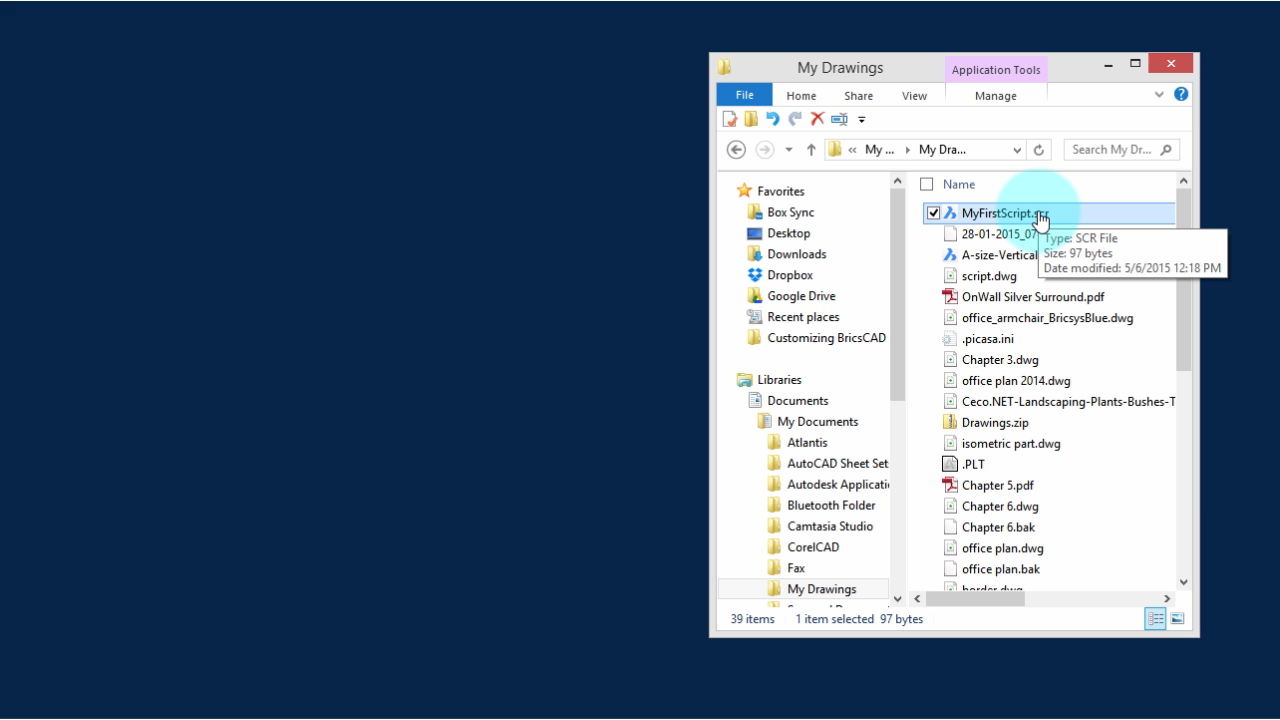 My Drawings
Application Tools
File
Home
Share
View
Manage
My ...
My Dra...
Search My Dr...
Favorites
Box Sync
Desktop
Downloads
Dropbox
Google Drive
Recent places
Customizing BricsCAD
Libraries
Documents
My Documents
Atlantis
AutoCAD Sheet Set
Autodesk Applicati
Bluetooth Folder
Camtasia Studio
CorelCAD
Fax
My Drawings
Name
MyFirstScript.scr
28-01-2015_07
A-size-Vertical
script.dwg
OnWall Silver Surround.pdf
office_armchair_BricsysBlue.dwg
.picasa.ini
Chapter 3.dwg
office plan 2014.dwg
Ceco.NET-Landscaping-Plants-Bushes-T
Drawings.zip
isometric part.dwg
.PLT
Chapter 5.pdf
Chapter 6.dwg
Chapter 6.bak
office plan.dwg
office plan.bak
border.dwg
Type: SCR File
Size: 97 bytes
Date modified: 5/6/2015 12:18 PM
39 items
1 item selected 97 bytes